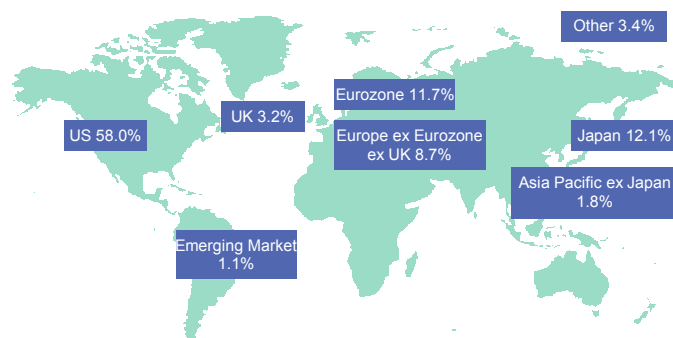 Other 3.4%
Eurozone 11.7%
UK 3.2%
US 58.0%
Europe ex Eurozone
ex UK 8.7%
Japan 12.1%
Asia Pacific ex Japan
1.8%
Emerging Market
1.1%